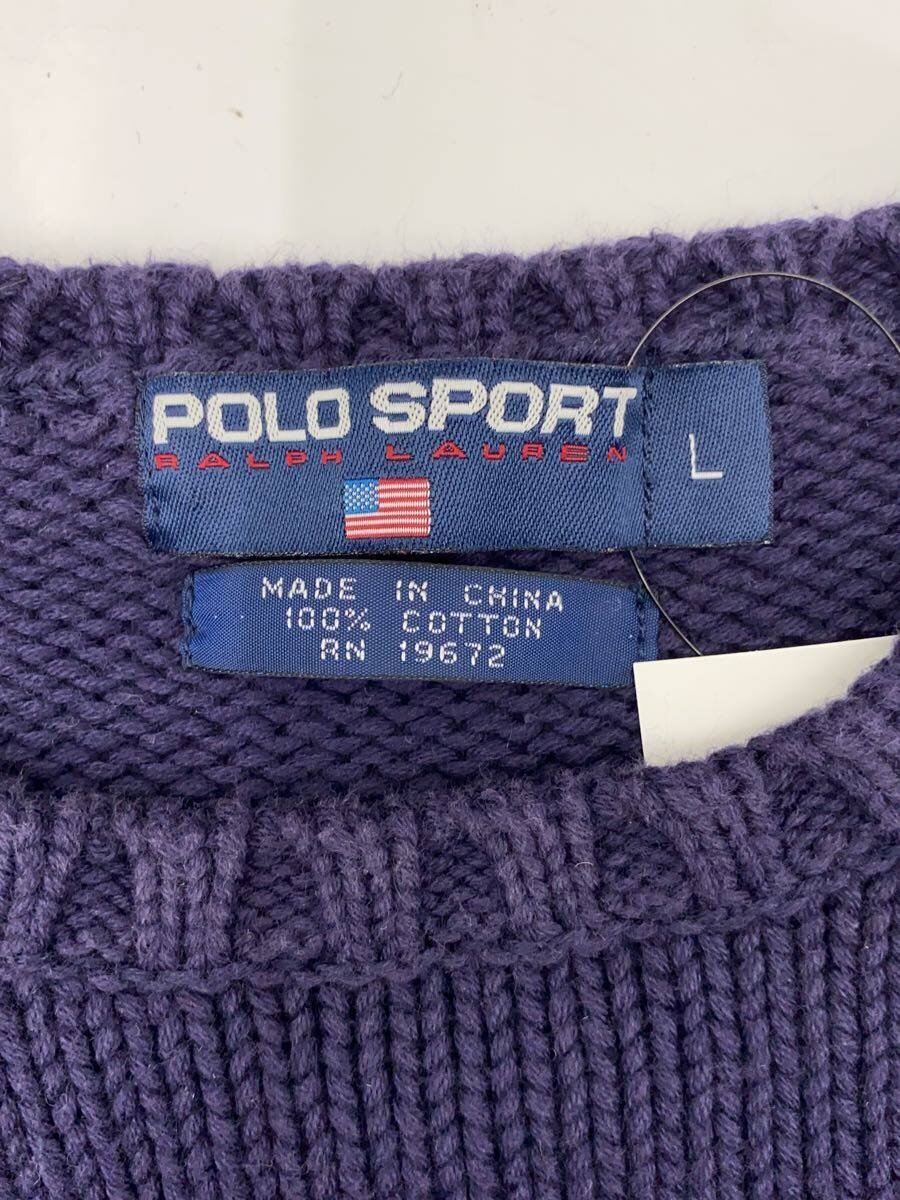 POLO SPORT
RALPH LAUREN
L
MADE IN CHINA
100% COTTON
RN 19672